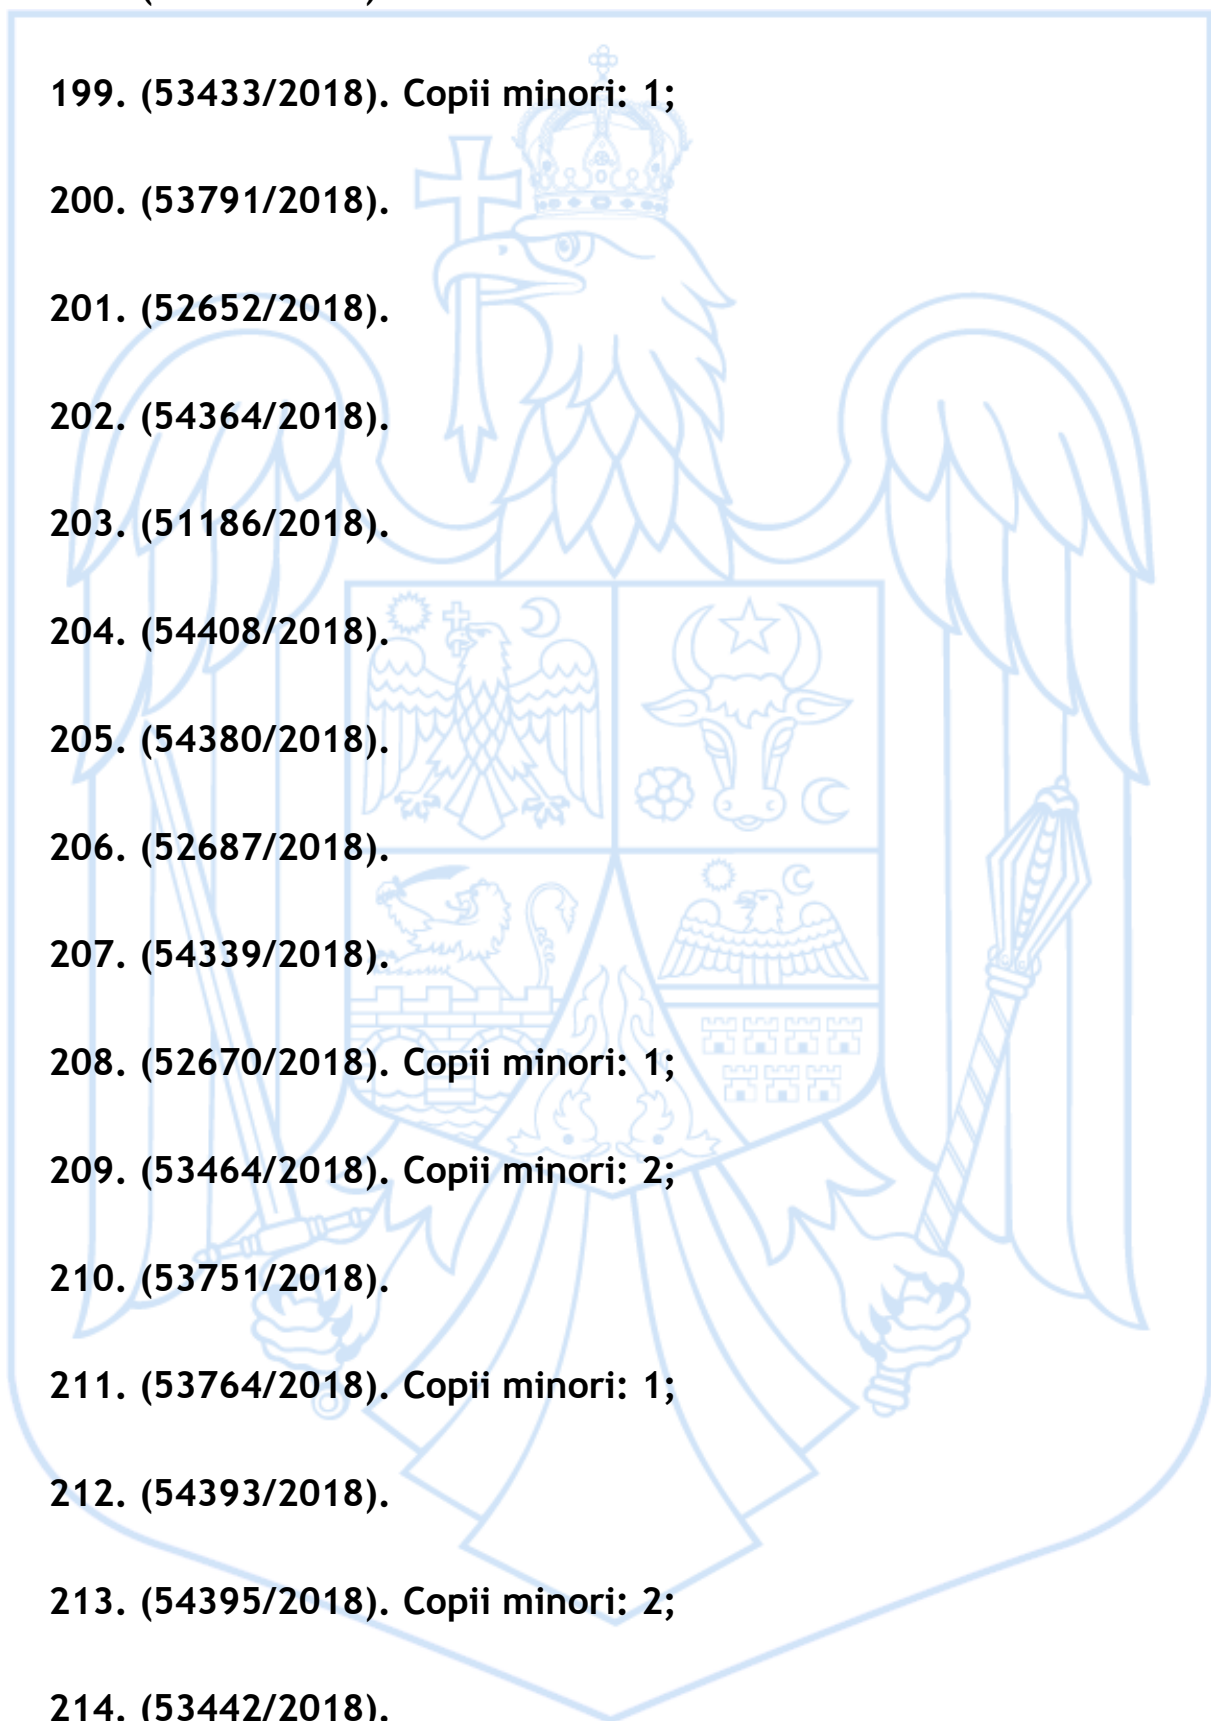 199. (53433/2018). Copii minori: 1;
200. (53791/2018).
201. (52652/2018).
202. (54364/2018).
203. (51186/2018).
204. (54408/2018).
205. (54380/2018).
206. (52687/2018).
207. (54339/2018).
208. (52670/2018). Copii minori: 1;
209. (53464/2018). Copii minori: 2;
210. (53751/2018).
211. (53764/2018). Copii minori: 1;
212. (54393/2018).
213. (54395/2018). Copii minori: 2;
214. (53442/2018).